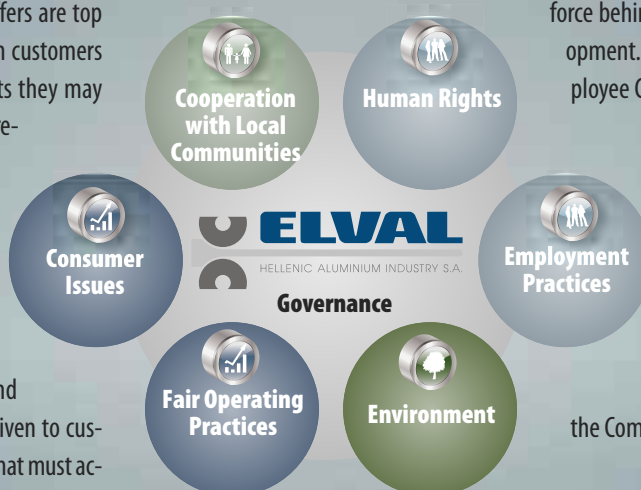 fers are top
n customers
ts they may
re-
force behin
opment.
ployee C
Cooperation
with Local
Communities
Human Rights
Consumer
Issues
ELVAL
HELLENIC ALUMINIUM INDUSTRY S.A.
Governance
Employment
Practices
Fair Operating
Practices
Environment
nd
iven to cus-
hat must ac-
the Com